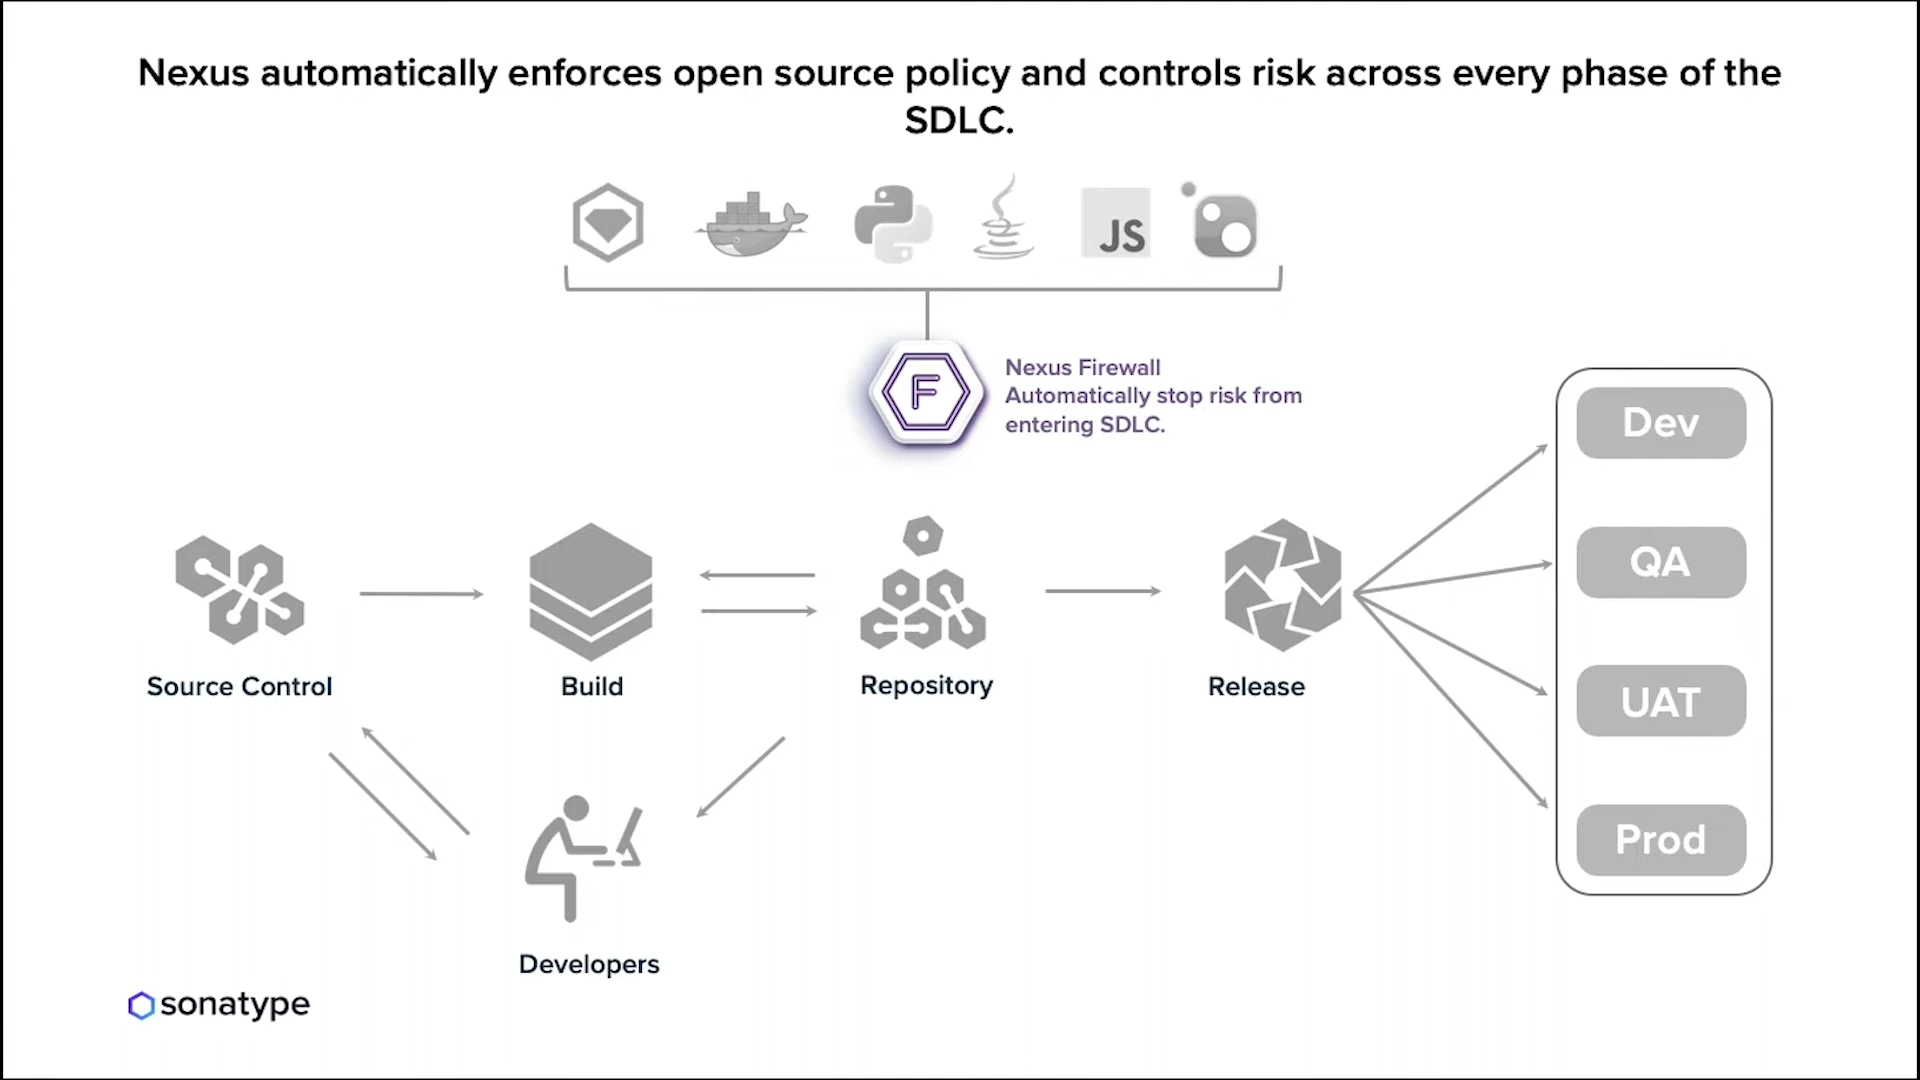 Nexus automatically enforces open source policy and controls risk across every phase of the
SDLC.
JS
F
Nexus Firewall
Automatically stop risk from
entering SDLC.
Dev
QA
UAT
Prod
Source Control
Build
Repository
Release
Developers
sonatype